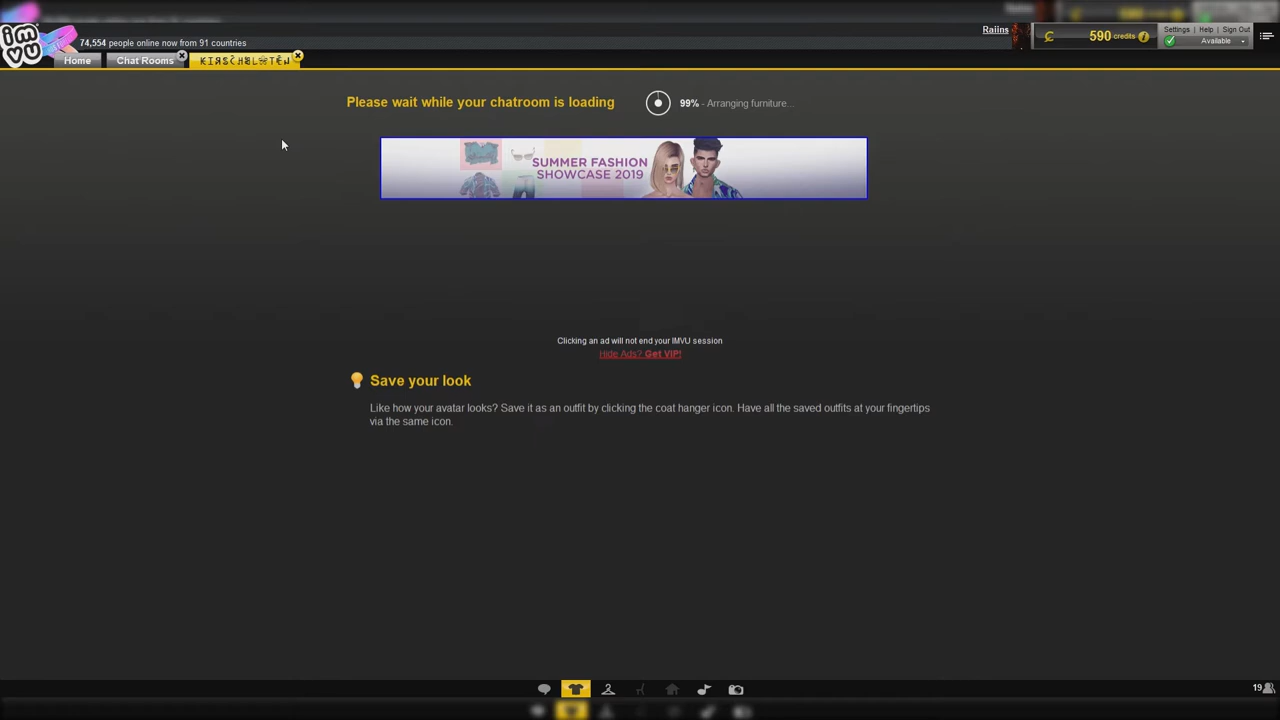 imvu
74,554 people online now from 91 countries
Raiins
590 credits
Settings | Help | Sign Out
Available
Home
Chat Rooms
Please wait while your chatroom is loading
99% - Arranging furniture...
SUMMER FASHION
SHOWCASE 2019
Clicking an ad will not end your IMVU session
Hide Ads? Get VIP!
Save your look
Like how your avatar looks? Save it as an outfit by clicking the coat hanger icon. Have all the saved outfits at your fingertips
via the same icon.
19